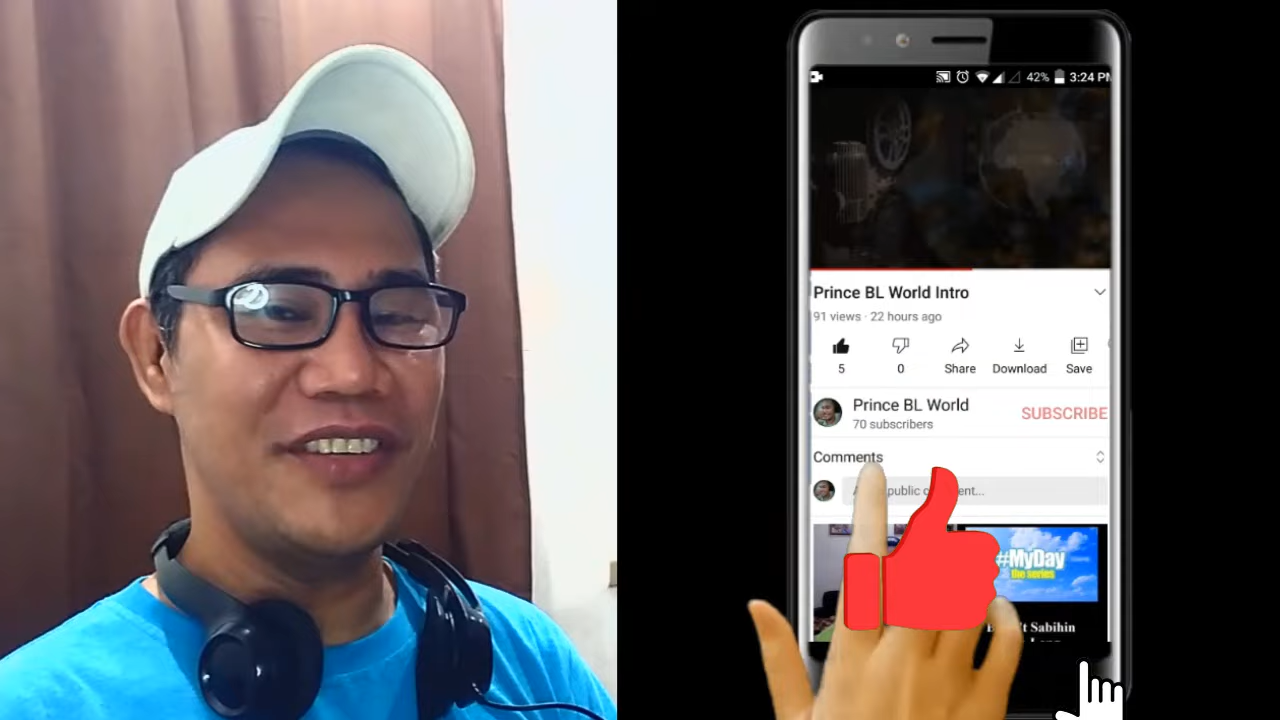 42% 3:24 PM
Prince BL World Intro
91 views · 22 hours ago
5 0 Share Download Save
Prince BL World
70 subscribers
SUBSCRIBE
Comments
public
#MyDay
the series
Sabihin